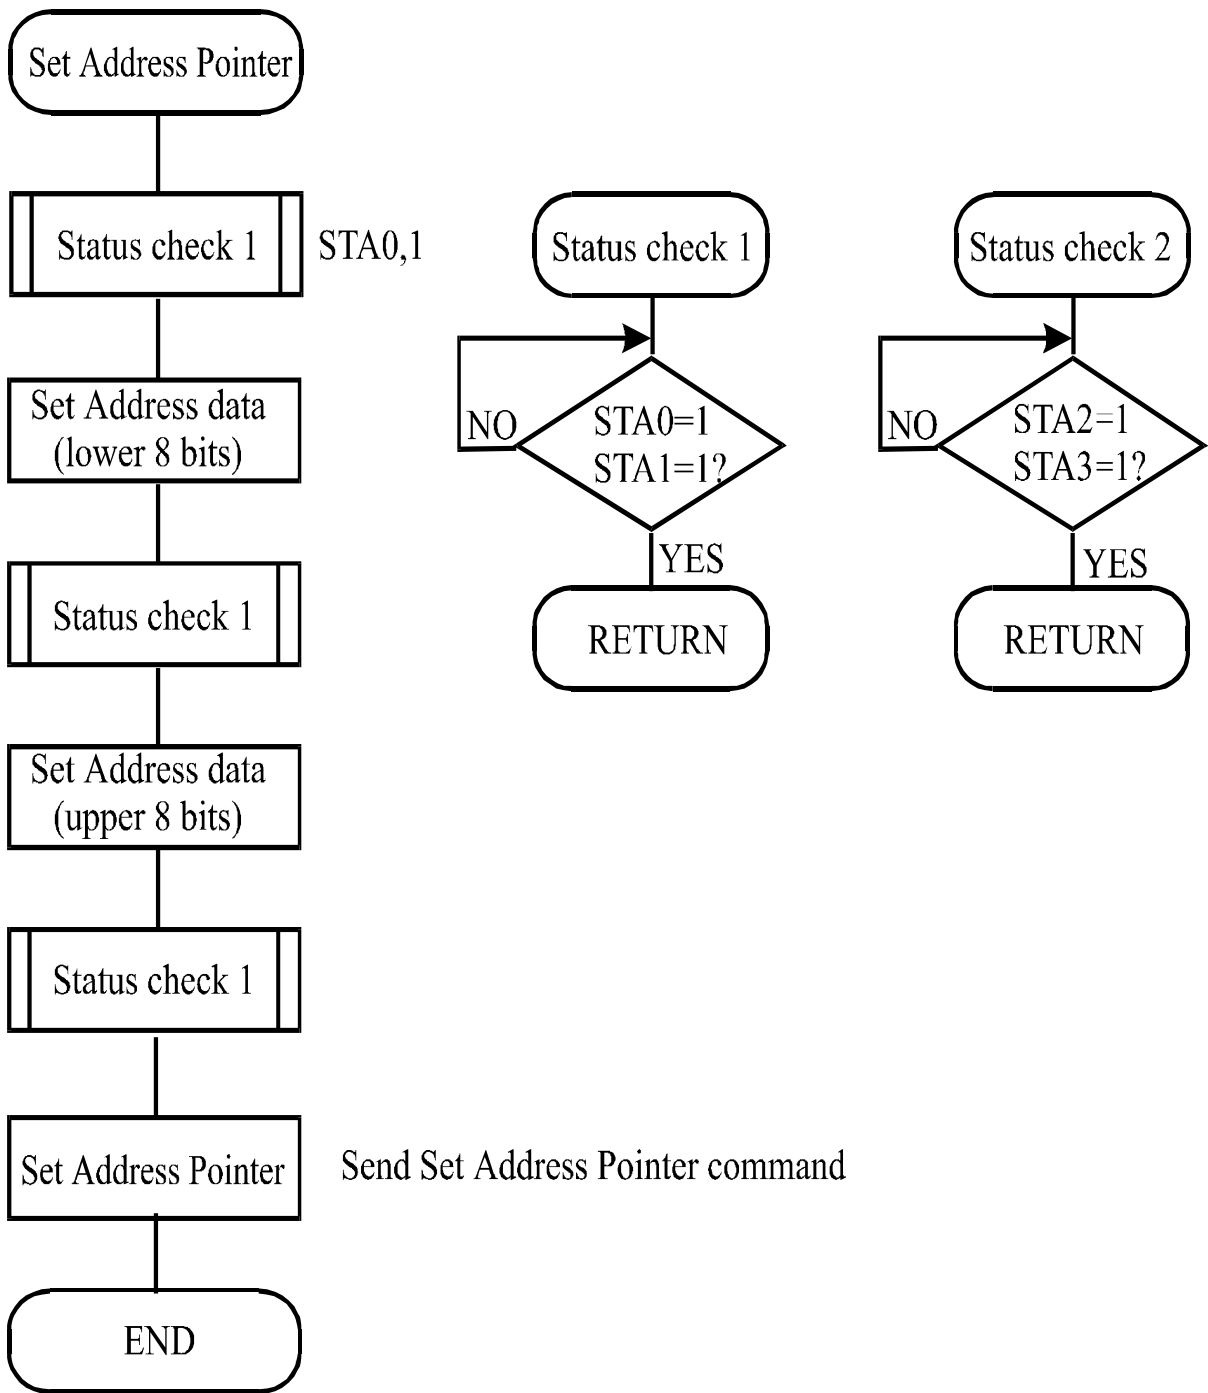 Set Address Pointer
Status check 1
STA0,1
Set Address data
(lower 8 bits)
Status check 1
Set Address data
(upper 8 bits)
Status check 1
Set Address Pointer
Send Set Address Pointer command
END
Status check 1
NO
STA0=1
STA1=1?
YES
RETURN
Status check 2
NO
STA2=1
STA3=1?
YES
RETURN